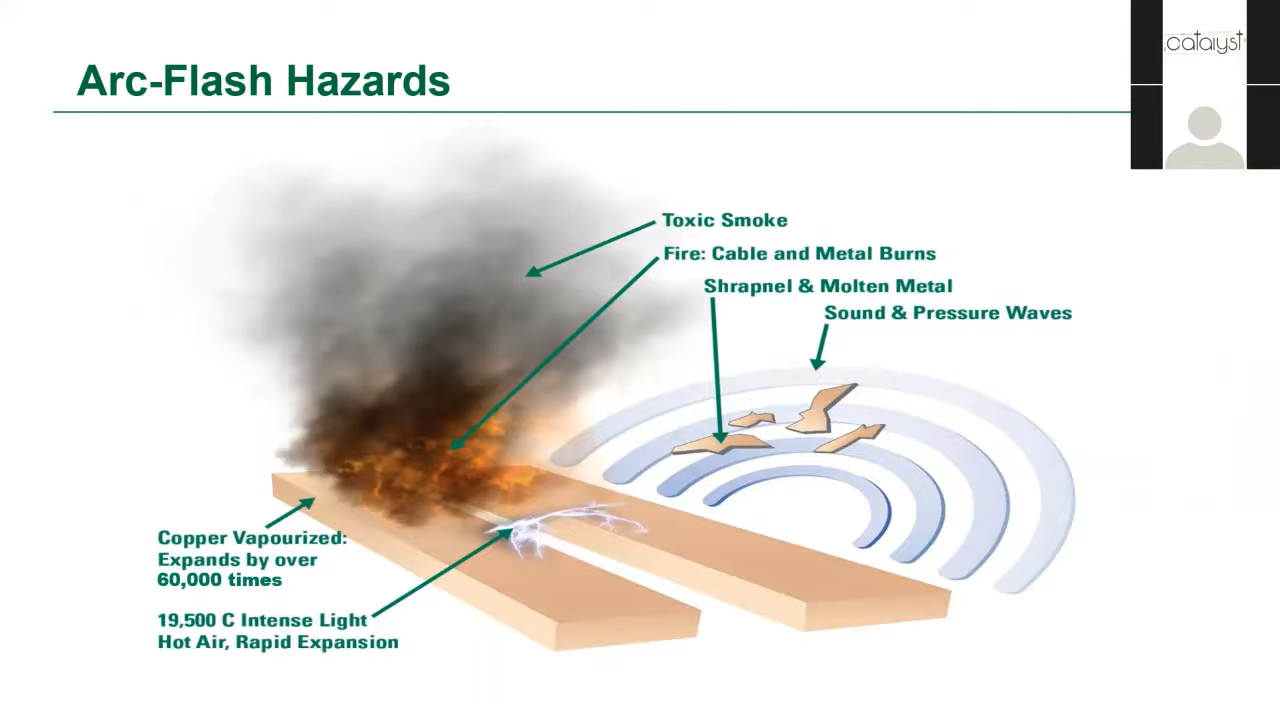 Arc-Flash Hazards
catalyst
Toxic Smoke
Fire: Cable and Metal Burns
Shrapnel & Molten Metal
Sound & Pressure Waves
Copper Vapourized:
Expands by over
60,000 times
19,500 C Intense Light
Hot Air, Rapid Expansion